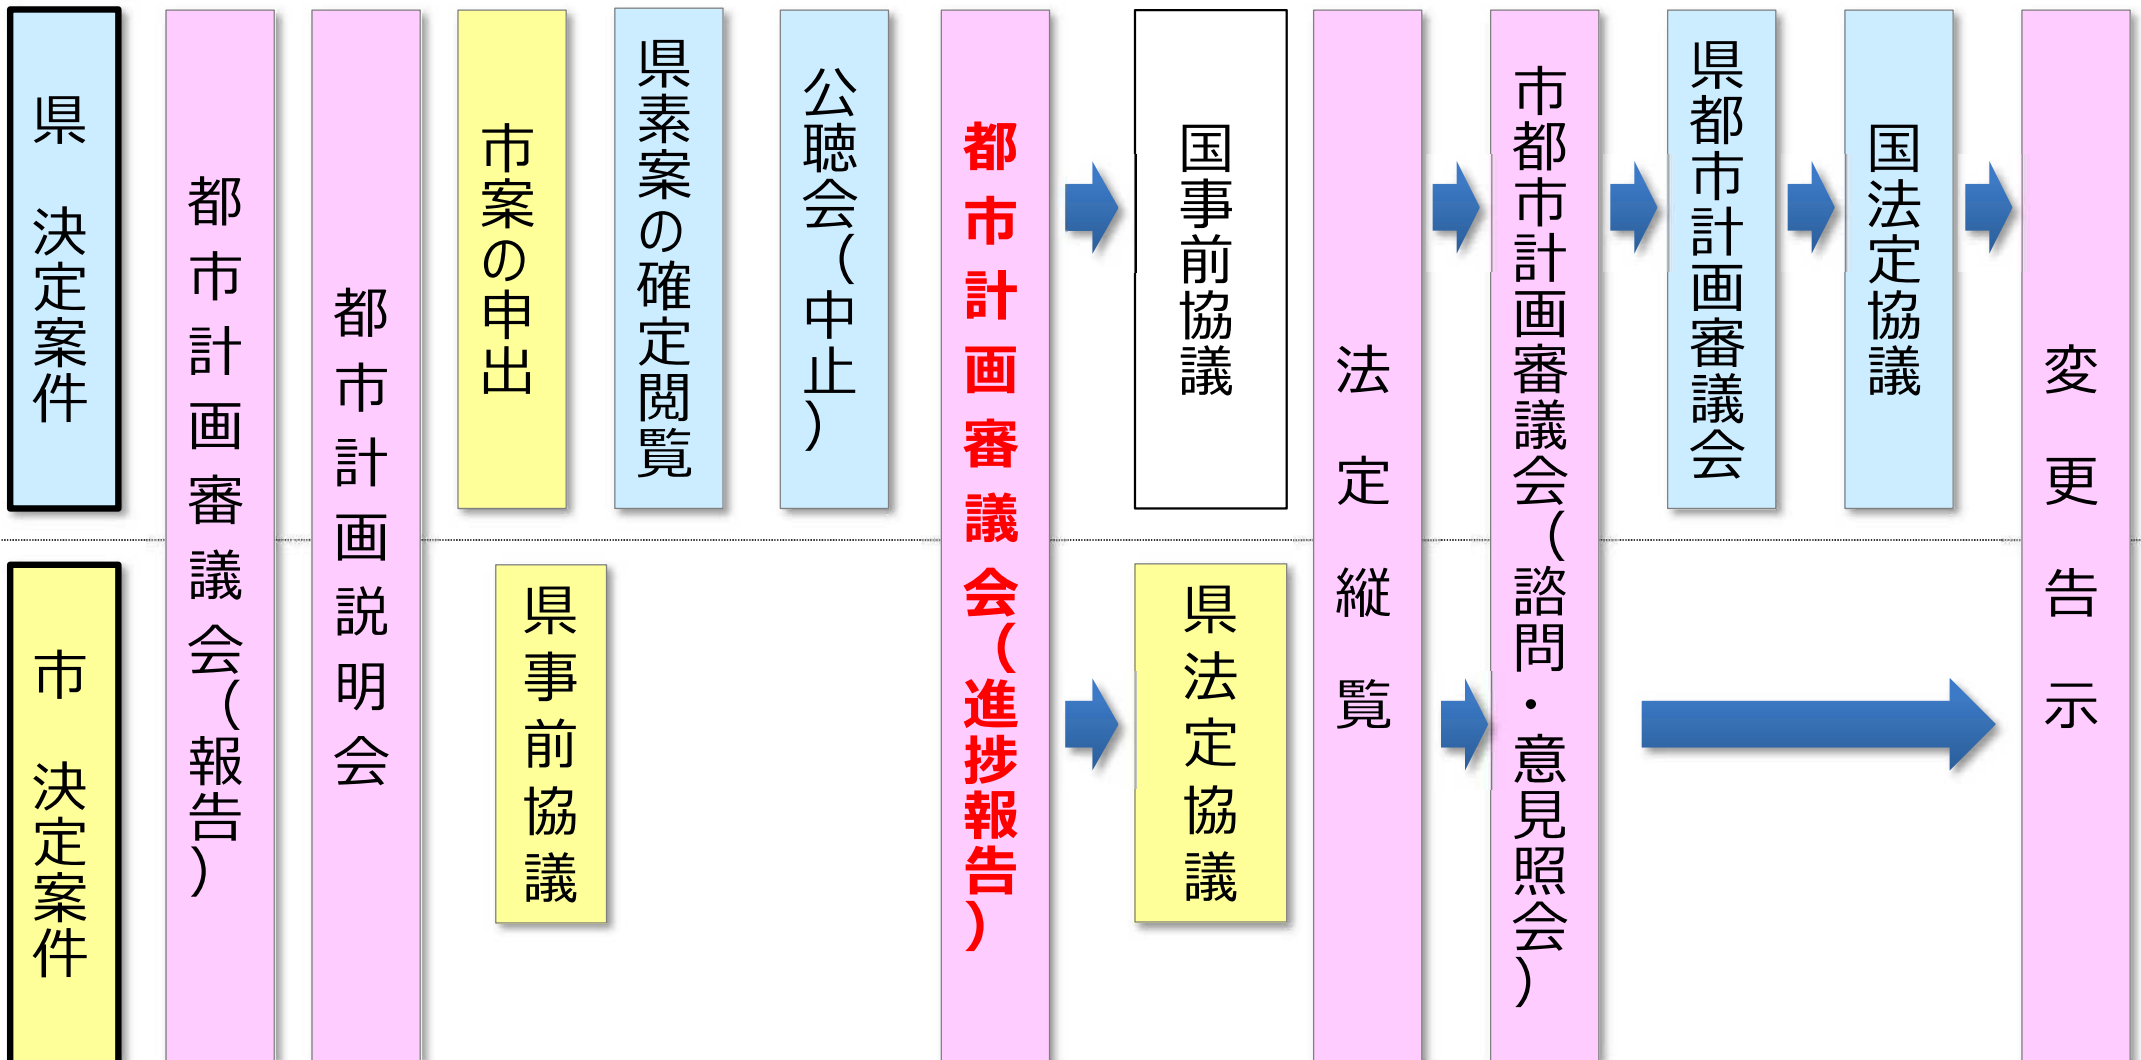 県　決定案件
市　決定案件
都市計画審議会（報告）
都市計画説明会
市案の申出
県事前協議
県素案の確定閲覧
公聴会（中止）
都市計画審議会（進捗報告）
国事前協議
県法定協議
法定縦覧
市都市計画審議会（諮問・意見照会）
県都市計画審議会
国法定協議
変更告示